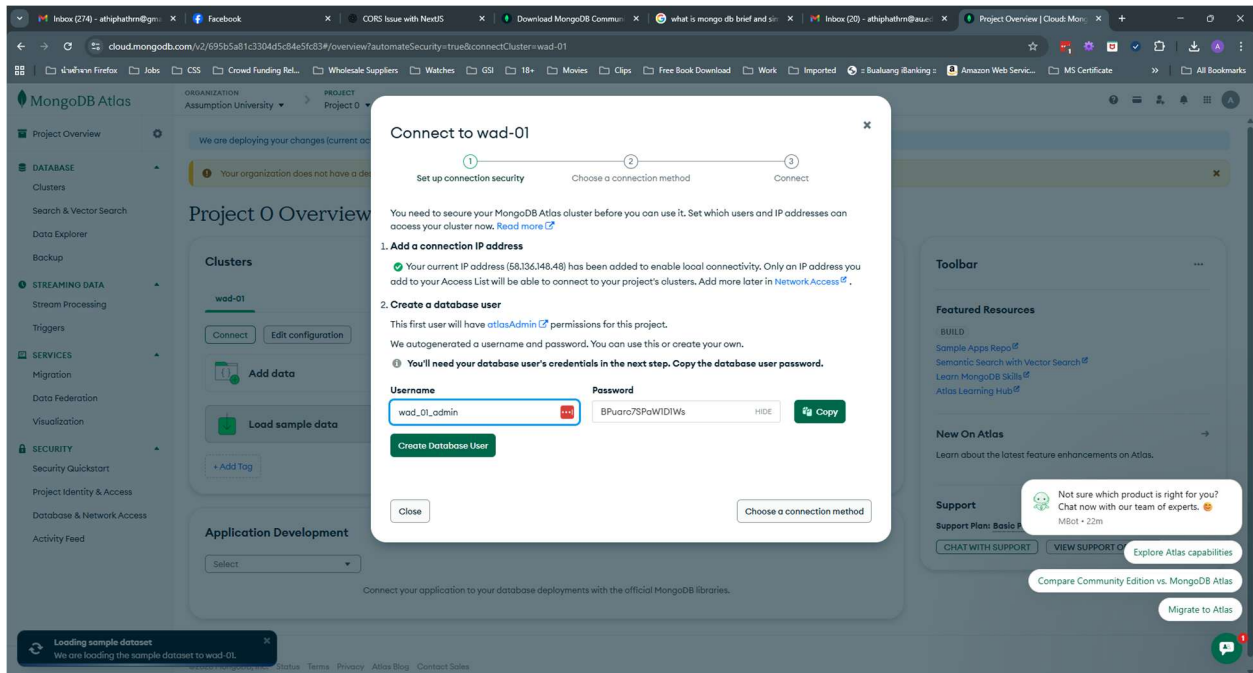 Inbox (274) - athiphathrn@gm
Facebook
CORS Issue with NextJS
Download MongoDB Commun
what is mongo db brief and sim
Inbox (20) - athiphathrn@au.ed
Project Overview | Cloud: Mong
cloud.mongodb.com/v2/695b5a81c3304d5c84e5fc83#/overview?automateSecurity=true&connectCluster=wad-01
นำเข้าจาก Firefox
Jobs
CSS
Crowd Funding Rel...
Wholesale Suppliers
Watches
GSI
18+
Movies
Clips
Free Book Download
Work
Imported
:: Bualuang iBanking ::
Amazon Web Servic...
MS Certificate
»
All Bookmarks
MongoDB Atlas
ORGANIZATION
Assumption University
PROJECT
Project 0
Project Overview
DATABASE
Clusters
Search & Vector Search
Data Explorer
Backup
STREAMING DATA
Stream Processing
Triggers
SERVICES
Migration
Data Federation
Visualization
SECURITY
Security Quickstart
Project Identity & Access
Database & Network Access
Activity Feed
We are deploying your changes (current ac
Your organization does not have a de
Project 0 Overview
Clusters
wad-01
Connect
Edit configuration
Add data
Load sample data
+ Add Tag
Application Development
Select
Connect your application to your database deployments with the official MongoDB libraries.
Connect to wad-01
1
2
3
Set up connection security
Choose a connection method
Connect
You need to secure your MongoDB Atlas cluster before you can use it. Set which users and IP addresses can
access your cluster now. Read more
1. Add a connection IP address
Your current IP address (58.136.148.48) has been added to enable local connectivity. Only an IP address you
add to your Access List will be able to connect to your project's clusters. Add more later in Network Access .
2. Create a database user
This first user will have atlasAdmin permissions for this project.
We autogenerated a username and password. You can use this or create your own.
You'll need your database user's credentials in the next step. Copy the database user password.
Username
Password
wad_01_admin
BPuarc7SPaW1D1Ws
HIDE
Copy
Create Database User
Close
Choose a connection method
Toolbar
Featured Resources
BUILD
Sample Apps Repo
Semantic Search with Vector Search
Learn MongoDB Skills
Atlas Learning Hub
New On Atlas
Learn about the latest feature enhancements on Atlas.
Support
Support Plan: Basic P
CHAT WITH SUPPORT
VIEW SUPPORT O
Not sure which product is right for you?
Chat now with our team of experts.
MBot • 22m
Explore Atlas capabilities
Compare Community Edition vs. MongoDB Atlas
Migrate to Atlas
1
Loading sample dataset
We are loading the sample dataset to wad-01.
Status Terms Privacy Atlas Blog Contact Sales